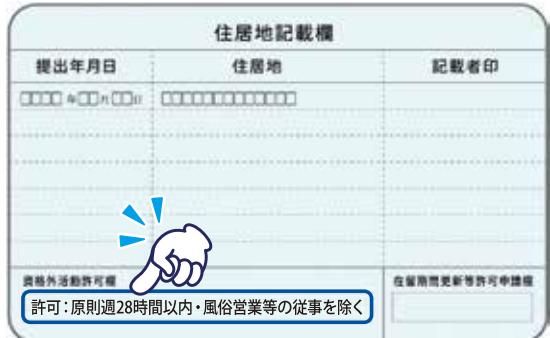 住居地記載欄
提出年月日 住居地 記載者印
□□□□年□□月□□日 □□□□□□□□□□□□□
資格外活動許可欄 在留期間更新等許可申請欄
許可：原則週28時間以内・風俗営業等の従事を除く